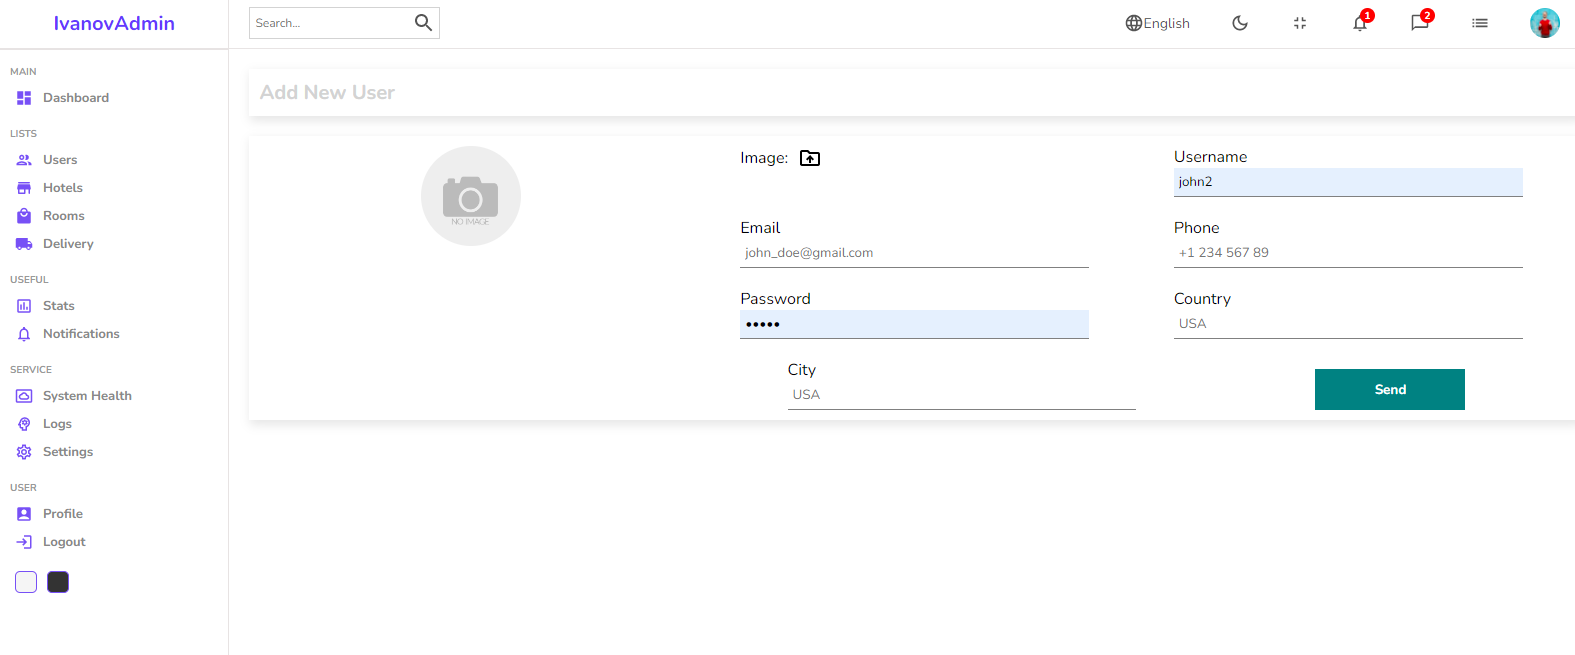 IvanovAdmin
Search...
English
1
2
MAIN
Dashboard
LISTS
Users
Hotels
Rooms
Delivery
USEFUL
Stats
Notifications
SERVICE
System Health
Logs
Settings
USER
Profile
Logout
Add New User
NO IMAGE
Image:
Username
john2
Email
john_doe@gmail.com
Phone
+1 234 567 89
Password
•••••
Country
USA
City
USA
Send